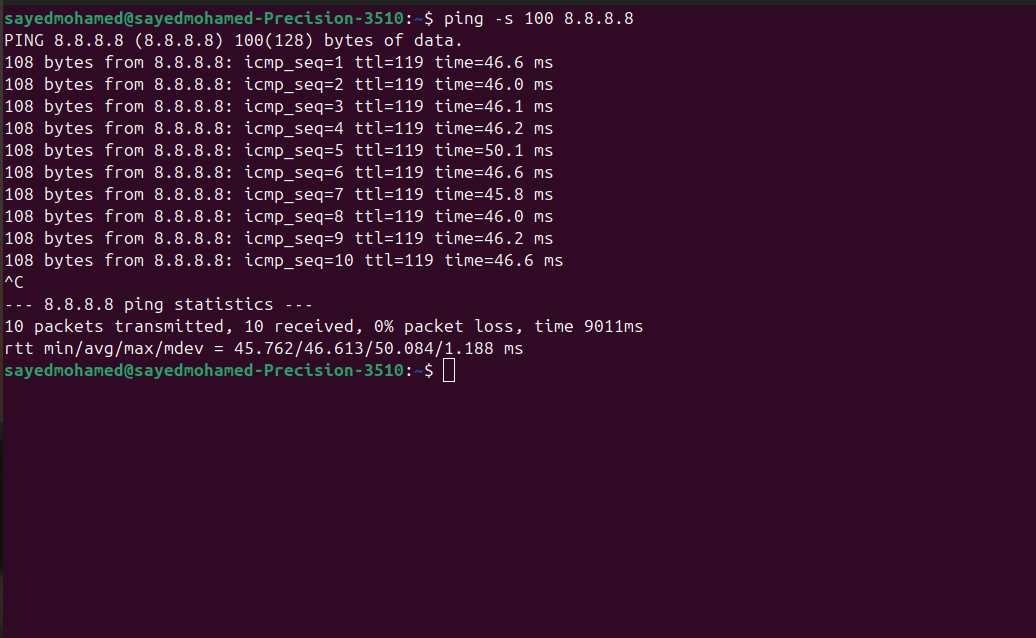 sayedmohamed@sayedmohamed-Precision-3510:~$ ping -s 100 8.8.8.8
PING 8.8.8.8 (8.8.8.8) 100(128) bytes of data.
108 bytes from 8.8.8.8: icmp_seq=1 ttl=119 time=46.6 ms
108 bytes from 8.8.8.8: icmp_seq=2 ttl=119 time=46.0 ms
108 bytes from 8.8.8.8: icmp_seq=3 ttl=119 time=46.1 ms
108 bytes from 8.8.8.8: icmp_seq=4 ttl=119 time=46.2 ms
108 bytes from 8.8.8.8: icmp_seq=5 ttl=119 time=50.1 ms
108 bytes from 8.8.8.8: icmp_seq=6 ttl=119 time=46.6 ms
108 bytes from 8.8.8.8: icmp_seq=7 ttl=119 time=45.8 ms
108 bytes from 8.8.8.8: icmp_seq=8 ttl=119 time=46.0 ms
108 bytes from 8.8.8.8: icmp_seq=9 ttl=119 time=46.2 ms
108 bytes from 8.8.8.8: icmp_seq=10 ttl=119 time=46.6 ms
^C
--- 8.8.8.8 ping statistics ---
10 packets transmitted, 10 received, 0% packet loss, time 9011ms
rtt min/avg/max/mdev = 45.762/46.613/50.084/1.188 ms
sayedmohamed@sayedmohamed-Precision-3510:~$